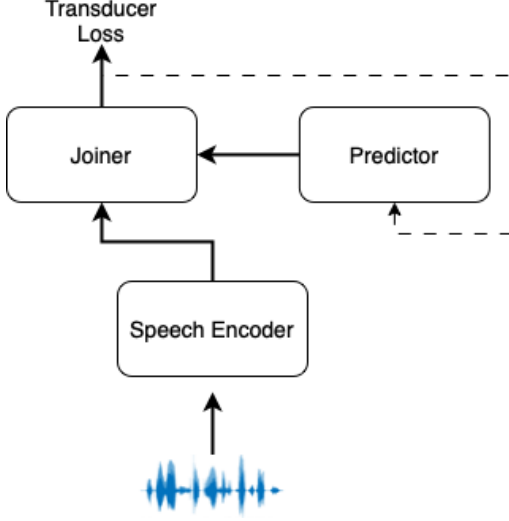 Transducer
Loss
Joiner
Predictor
Speech Encoder